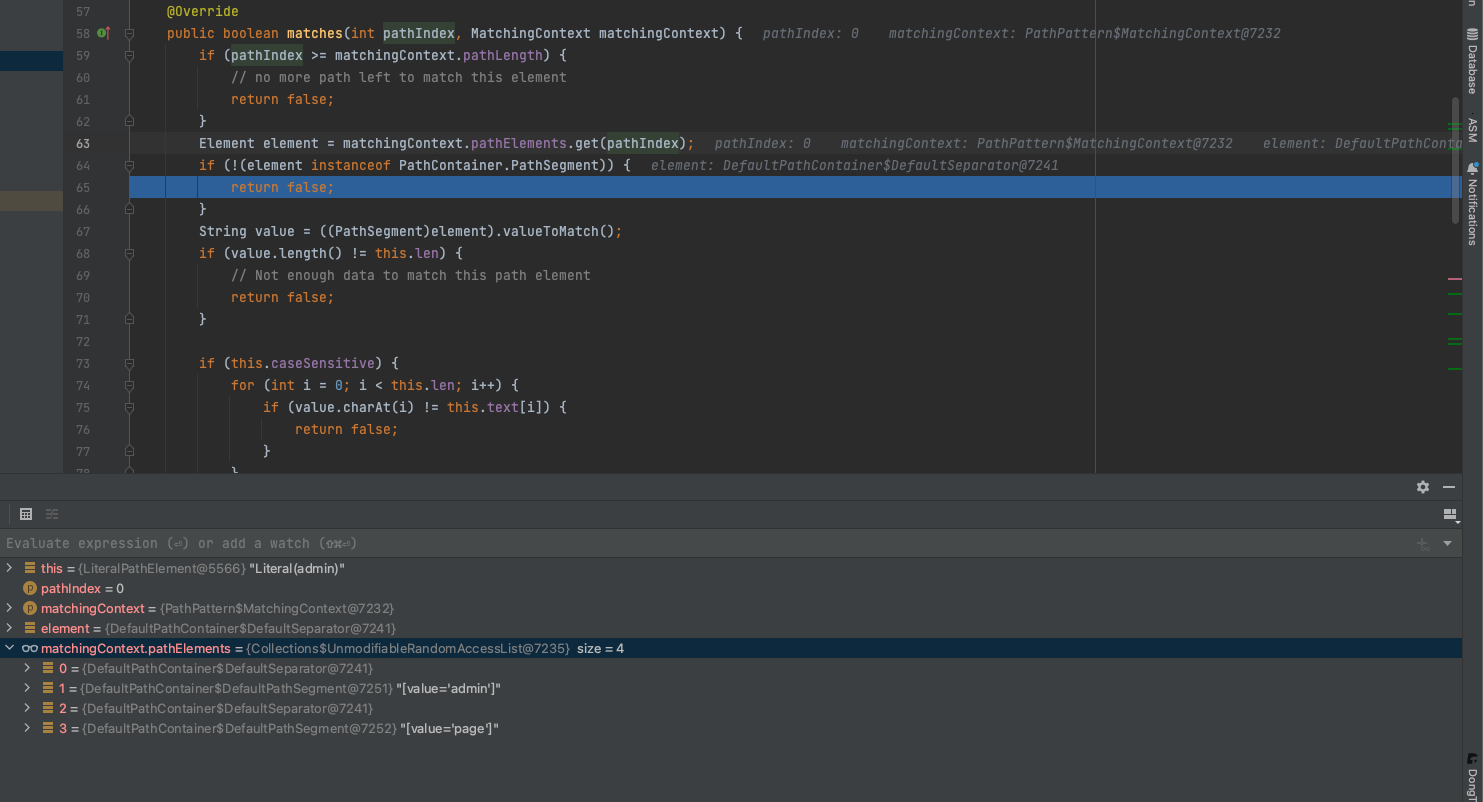 57 @Override
58 public boolean matches(int pathIndex, MatchingContext matchingContext) { pathIndex: 0 matchingContext: PathPattern$MatchingContext@7232
59 if (pathIndex >= matchingContext.pathLength) {
60 // no more path left to match this element
61 return false;
62 }
63 Element element = matchingContext.pathElements.get(pathIndex); pathIndex: 0 matchingContext: PathPattern$MatchingContext@7232 element: DefaultPathConta
64 if (!(element instanceof PathContainer.PathSegment)) { element: DefaultPathContainer$DefaultSeparator@7241
65 return false;
66 }
67 String value = ((PathSegment)element).valueToMatch();
68 if (value.length() != this.len) {
69 // Not enough data to match this path element
70 return false;
71 }
72
73 if (this.caseSensitive) {
74 for (int i = 0; i < this.len; i++) {
75 if (value.charAt(i) != this.text[i]) {
76 return false;
77 }
78 }
Evaluate expression (⏎) or add a watch (⇧⌘⏎)
this = {LiteralPathElement@5566} "Literal(admin)"
pathIndex = 0
matchingContext = {PathPattern$MatchingContext@7232}
element = {DefaultPathContainer$DefaultSeparator@7241}
matchingContext.pathElements = {Collections$UnmodifiableRandomAccessList@7235} size = 4
0 = {DefaultPathContainer$DefaultSeparator@7241}
1 = {DefaultPathContainer$DefaultPathSegment@7251} "[value='admin']"
2 = {DefaultPathContainer$DefaultSeparator@7241}
3 = {DefaultPathContainer$DefaultPathSegment@7252} "[value='page']"
Database
ASM
Notifications
DongT